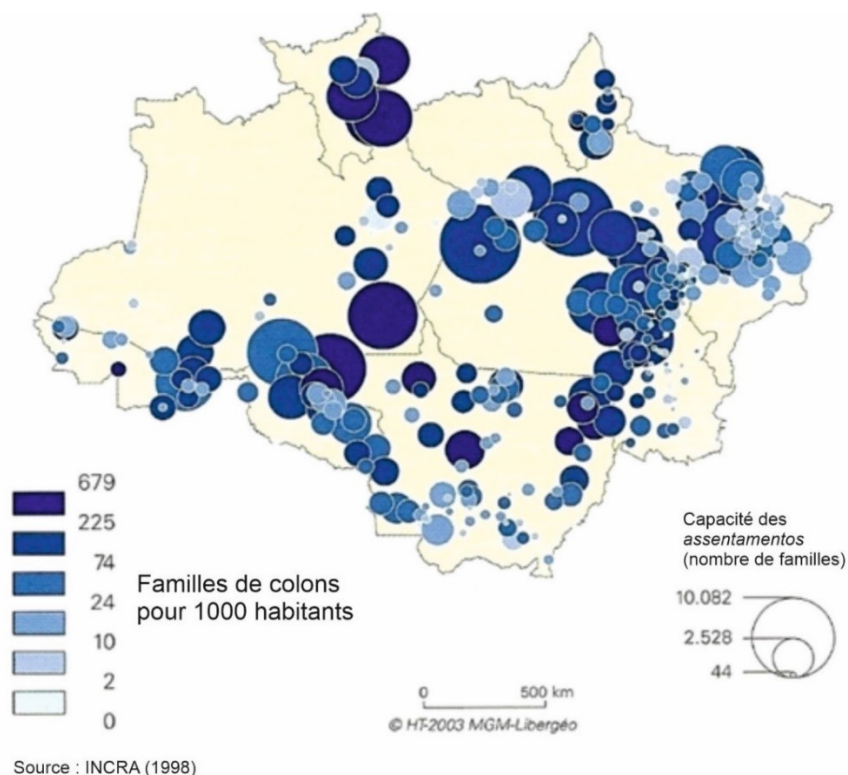 679
225
74
24
10
2
0
Familles de colons
pour 1000 habitants
Capacité des
assentamentos
(nombre de familles)
10.082
2.528
44
0 500 km
© HT-2003 MGM-Libergéo
Source : INCRA (1998)